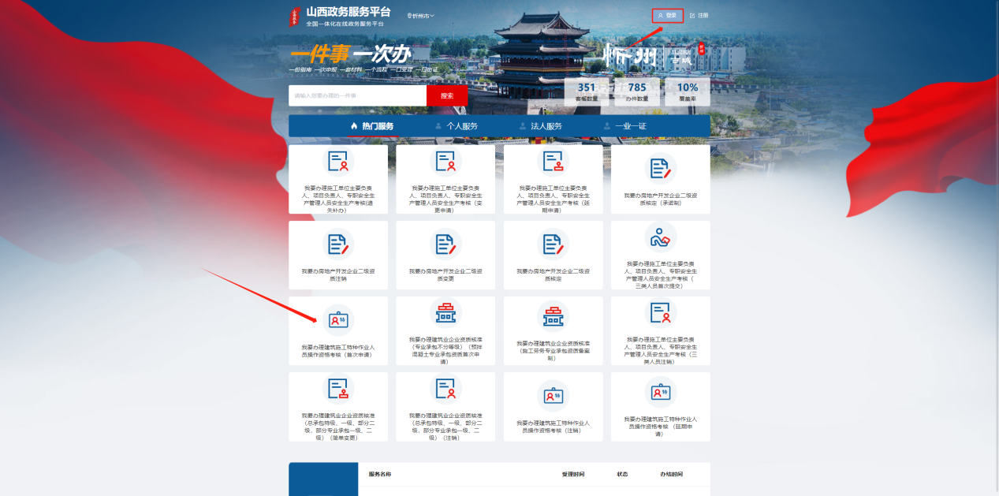 山西政务服务平台
全国一体化在线政务服务平台
忻州市
登录
注册
一件事一次办
一份指南 一次申报 一套材料 一个流程 一口受理 一口出证
忻州
古城
请输入您要办理的一件事
搜索
351
套餐数量
785
办件数量
10%
覆盖率
热门服务
个人服务
法人服务
一业一证
我要办理施工单位主要负责
人、项目负责人、专职安全生
产管理人员安全生产考核(遗
失补办）
我要办理施工单位主要负责
人、项目负责人、专职安全生
产管理人员安全生产考核（变
更申请）
我要办理施工单位主要负责
人、项目负责人、专职安全生
产管理人员安全生产考核（延
期申请）
我要办理房地产开发企业二级资
质核定（承诺制）
我要办理房地产开发企业二级资
质注销
我要办理房地产开发企业二级资
质变更
我要办理房地产开发企业二级资
质核定
我要办理施工单位主要负责
人、项目负责人、专职安全生
产管理人员安全生产考核（
三类人员首次提交）
特
我要办理建筑施工特种作业人
员操作资格考核（首次申请）
我要办理建筑业企业资质核准
（专业承包不分等级）（预拌
混凝土专业承包资质首次申
请）
我要办理建筑业企业资质核准
（施工劳务专业承包资质备案
制）
我要办理施工单位主要负责
人、项目负责人、专职安全生
产管理人员安全生产考核（三
类人员注销）
我要办理建筑业企业资质核准
（总承包特级、一级、部分二
级、部分专业承包一级、二
级）（简单变更）
我要办理建筑业企业资质核准
（总承包特级、一级、部分二
级、部分专业承包一级、二
级）（注销）
特
我要办理建筑施工特种作业人
员操作资格考核（注销）
特
我要办理建筑施工特种作业人
员操作资格考核 （延期申
请）
服务名称
受理时间
状态
办结时间